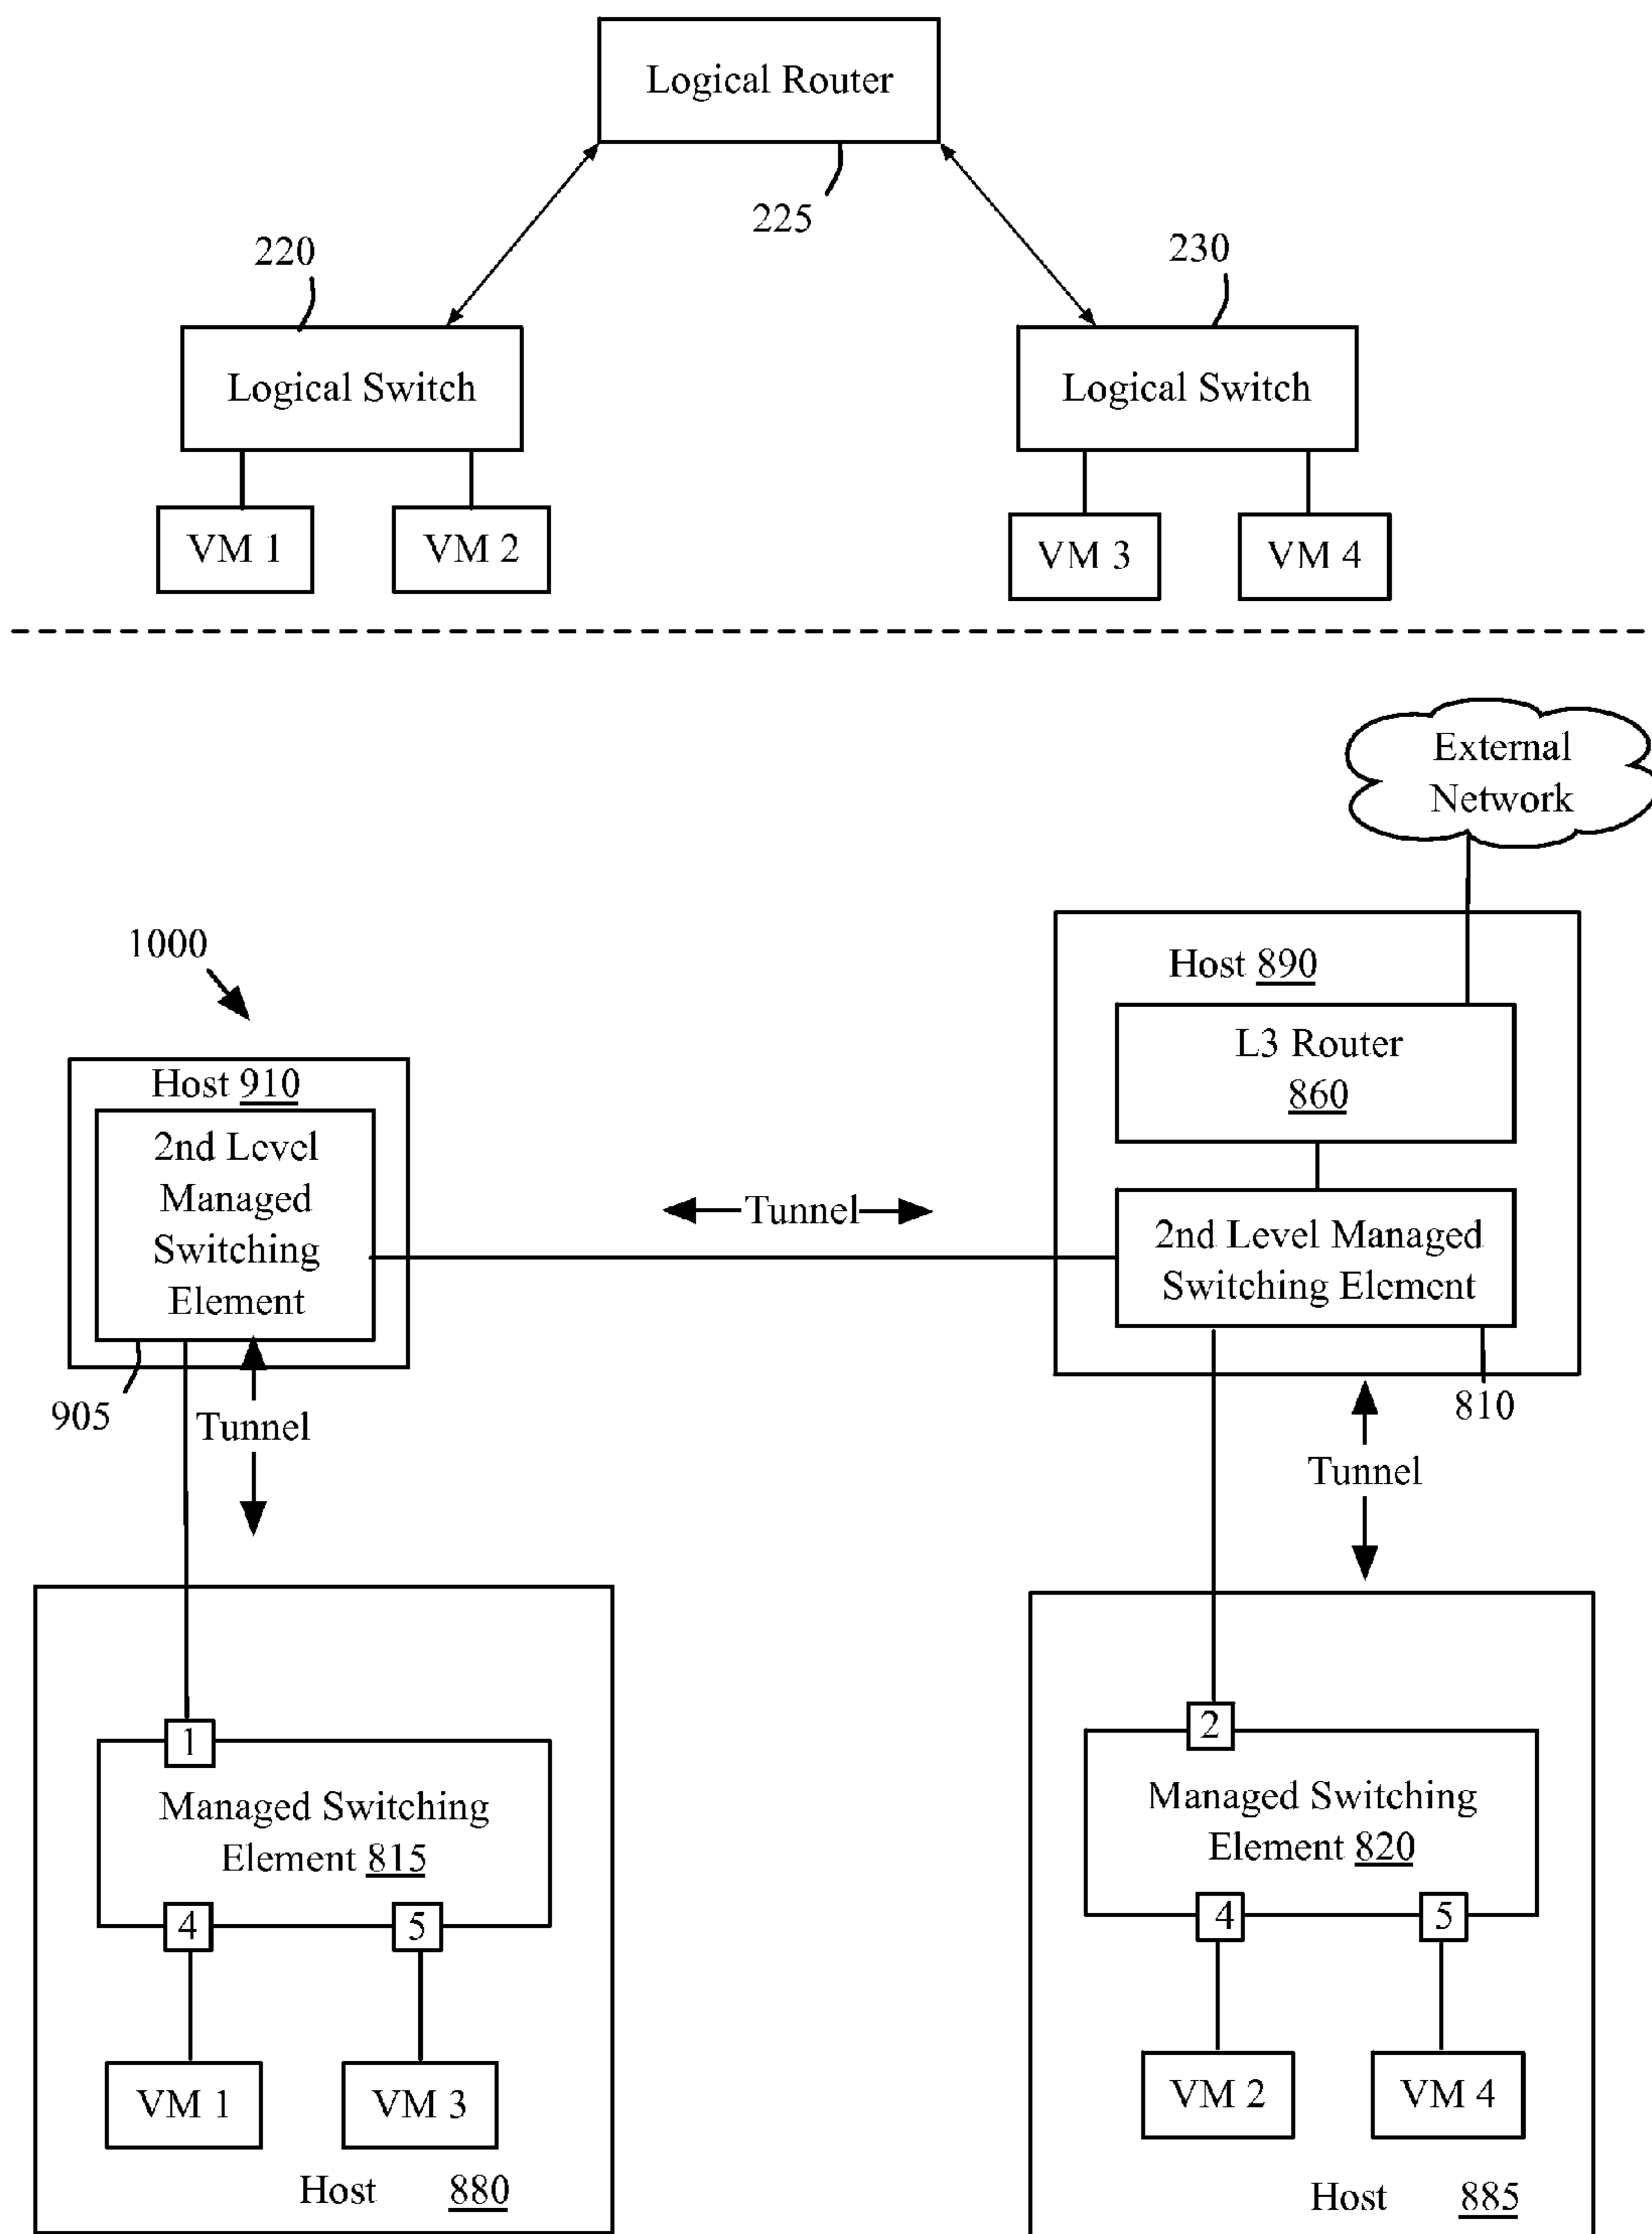 Logical Router
225
220
230
Logical Switch
Logical Switch
VM 1
VM 2
VM 3
VM 4
External
Network
1000
Host 890
L3 Router
860
Host 910
2nd Level
Managed
Switching
Element
Tunnel
2nd Level Managed
Switching Element
905
Tunnel
810
Tunnel
1
Managed Switching
Element 815
4
5
VM 1
VM 3
Host 880
2
Managed Switching
Element 820
4
5
VM 2
VM 4
Host 885